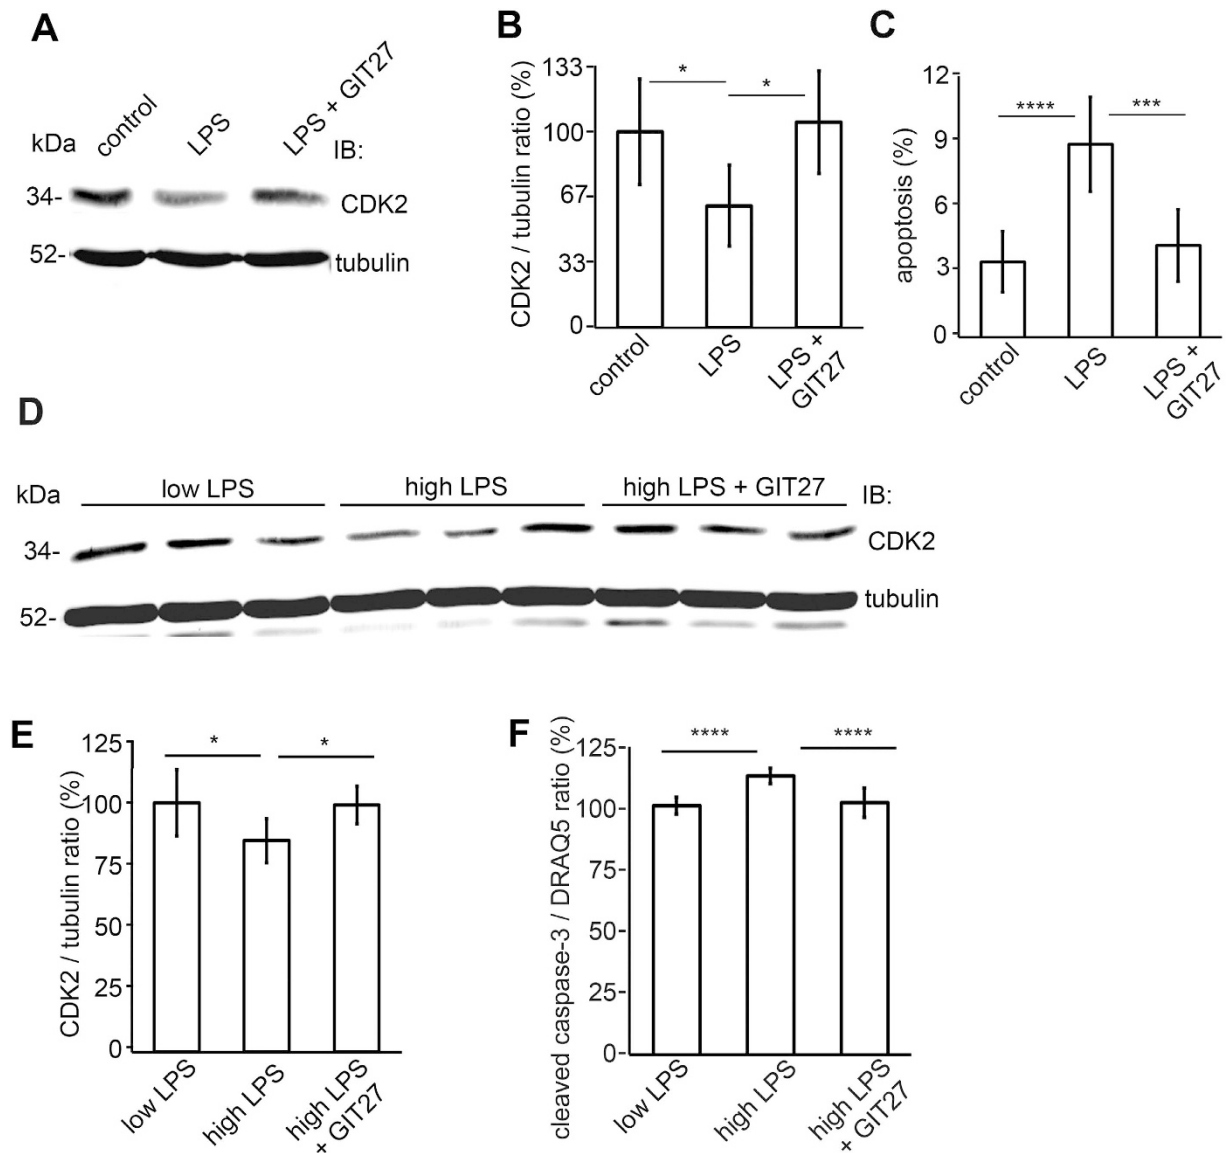 A
kDa
control
LPS
LPS + GIT27
IB:
34-
CDK2
52-
tubulin
B
CDK2 / tubulin ratio (%)
133
100
67
33
0
*
*
control
LPS
LPS +
GIT27
C
apoptosis (%)
12
9
6
3
0
****
***
control
LPS
LPS +
GIT27
D
kDa
low LPS
high LPS
high LPS + GIT27
IB:
34-
CDK2
52-
tubulin
E
CDK2 / tubulin ratio (%)
125
100
75
50
25
0
*
*
low LPS
high LPS
high LPS
+ GIT27
F
cleaved caspase-3 / DRAQ5 ratio (%)
125
100
75
50
25
0
****
****
low LPS
high LPS
high LPS
+ GIT27